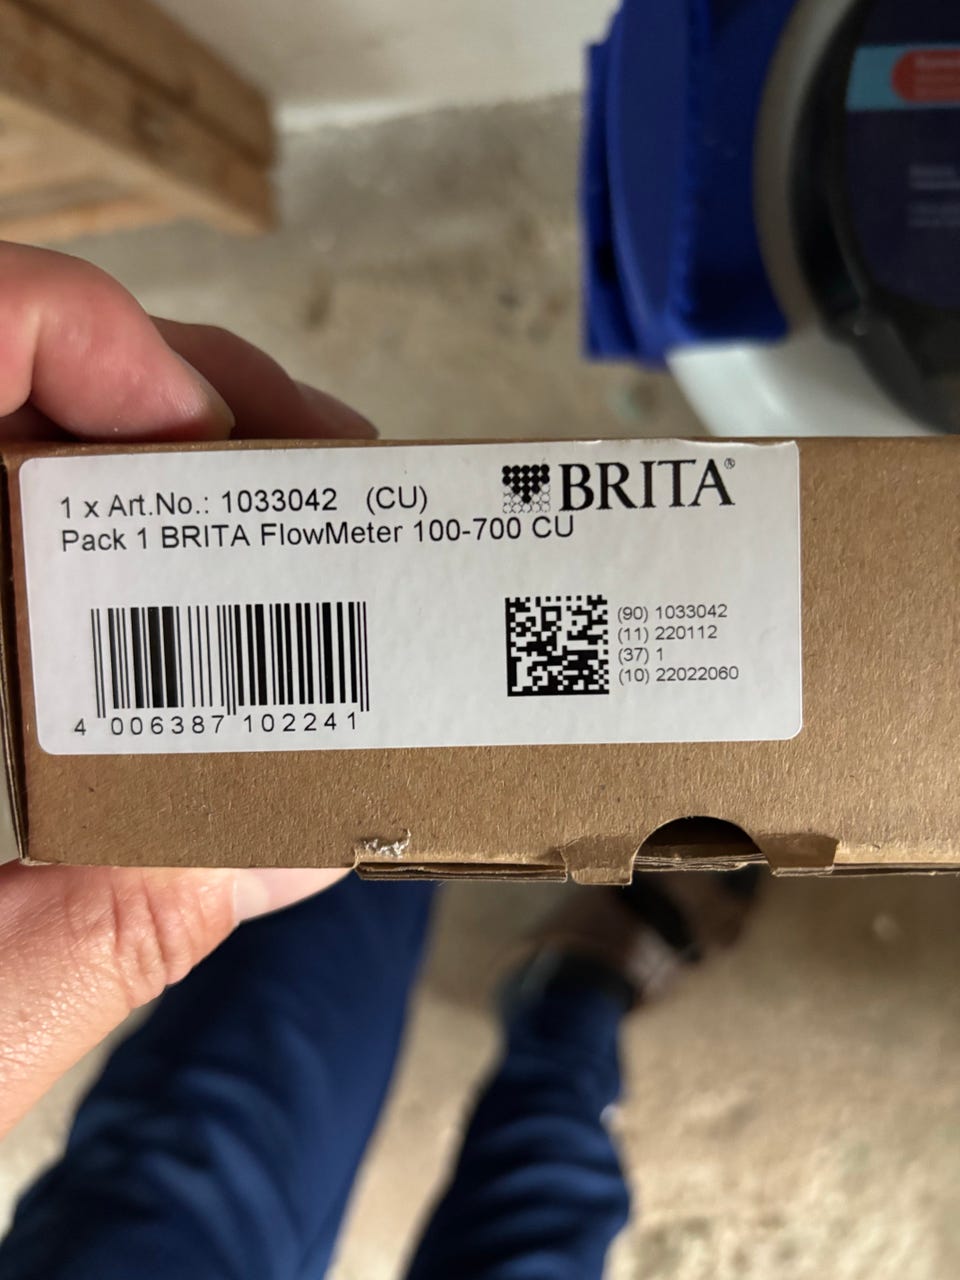 1 x Art.No.: 1033042 (CU)
BRITA®
Pack 1 BRITA FlowMeter 100-700 CU
(90) 1033042
(11) 220112
(37) 1
(10) 22022060
4 006387 102241